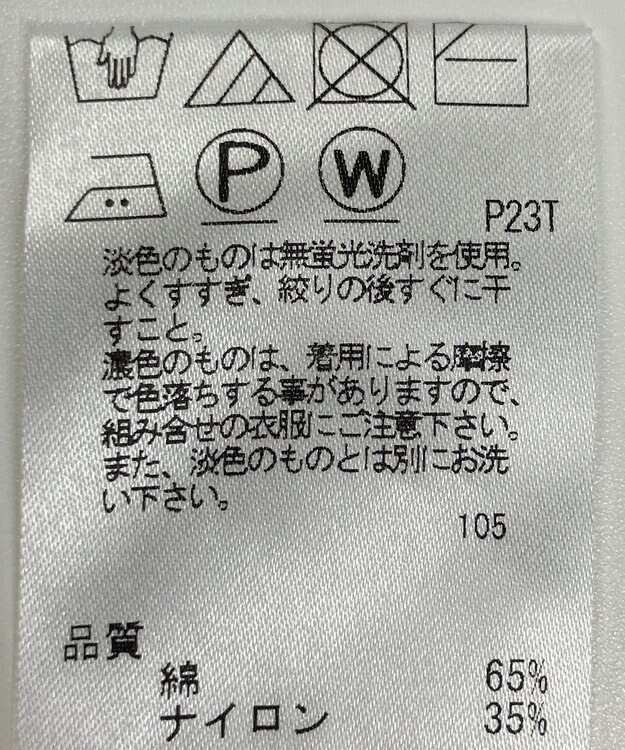 P
W
P23T
淡色のものは無蛍光洗剤を使用。
よくすすぎ、絞りの後すぐに干
すこと。
濃色のものは、着用による摩擦
で色落ちする事がありますので、
組み合せの衣服にご注意下さい。
また、淡色のものとは別にお洗
い下さい。
105
品質
綿 65%
ナイロン 35%